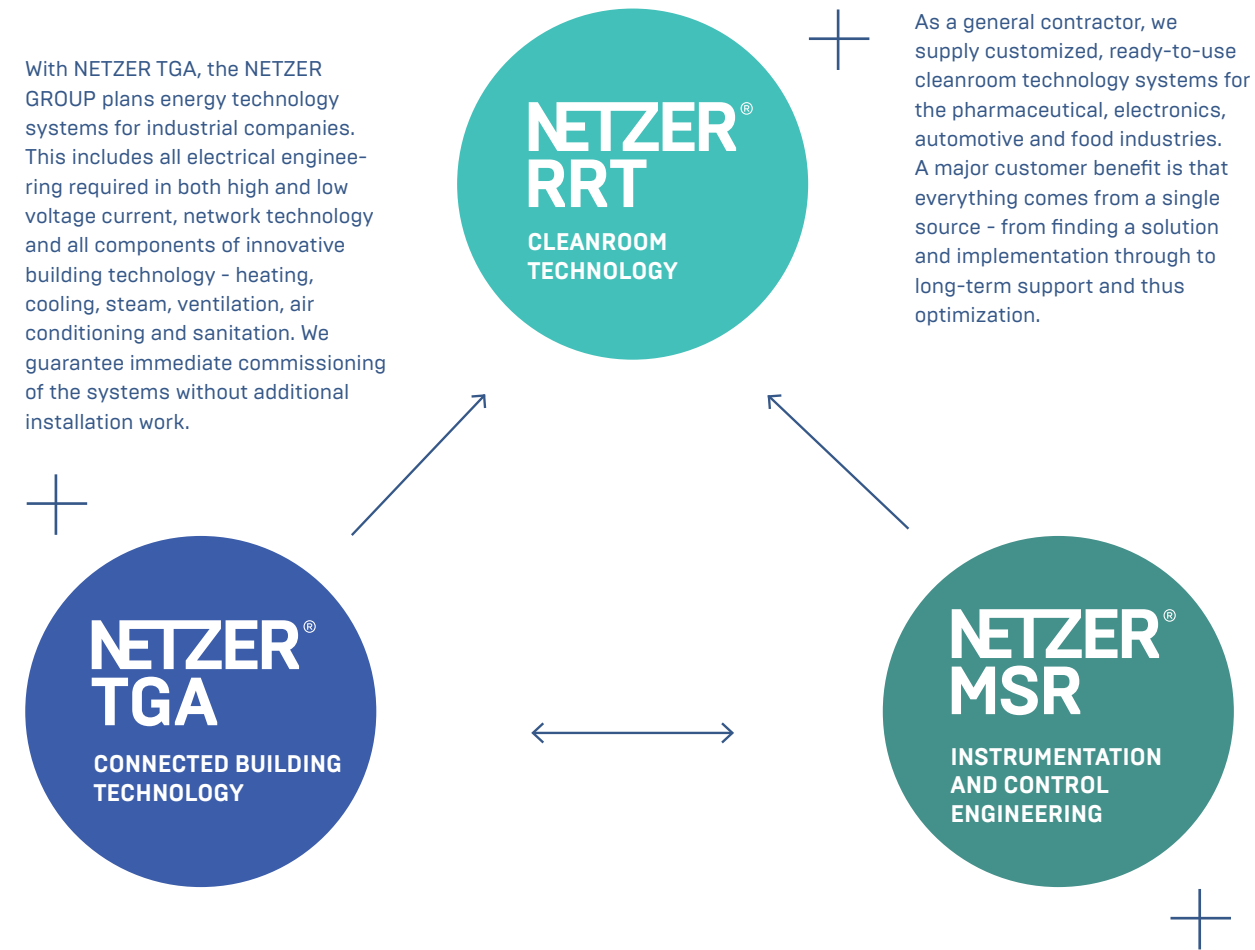 With NETZER TGA, the NETZER
GROUP plans energy technology
systems for industrial companies.
This includes all electrical enginee-
ring required in both high and low
voltage current, network technology
and all components of innovative
building technology - heating,
cooling, steam, ventilation, air
conditioning and sanitation. We
guarantee immediate commissioning
of the systems without additional
installation work.
NETZER®
RRT
CLEANROOM
TECHNOLOGY
As a general contractor, we
supply customized, ready-to-use
cleanroom technology systems for
the pharmaceutical, electronics,
automotive and food industries.
A major customer benefit is that
everything comes from a single
source - from finding a solution
and implementation through to
long-term support and thus
optimization.
NETZER®
TGA
CONNECTED BUILDING
TECHNOLOGY
NETZER®
MSR
INSTRUMENTATION
AND CONTROL
ENGINEERING